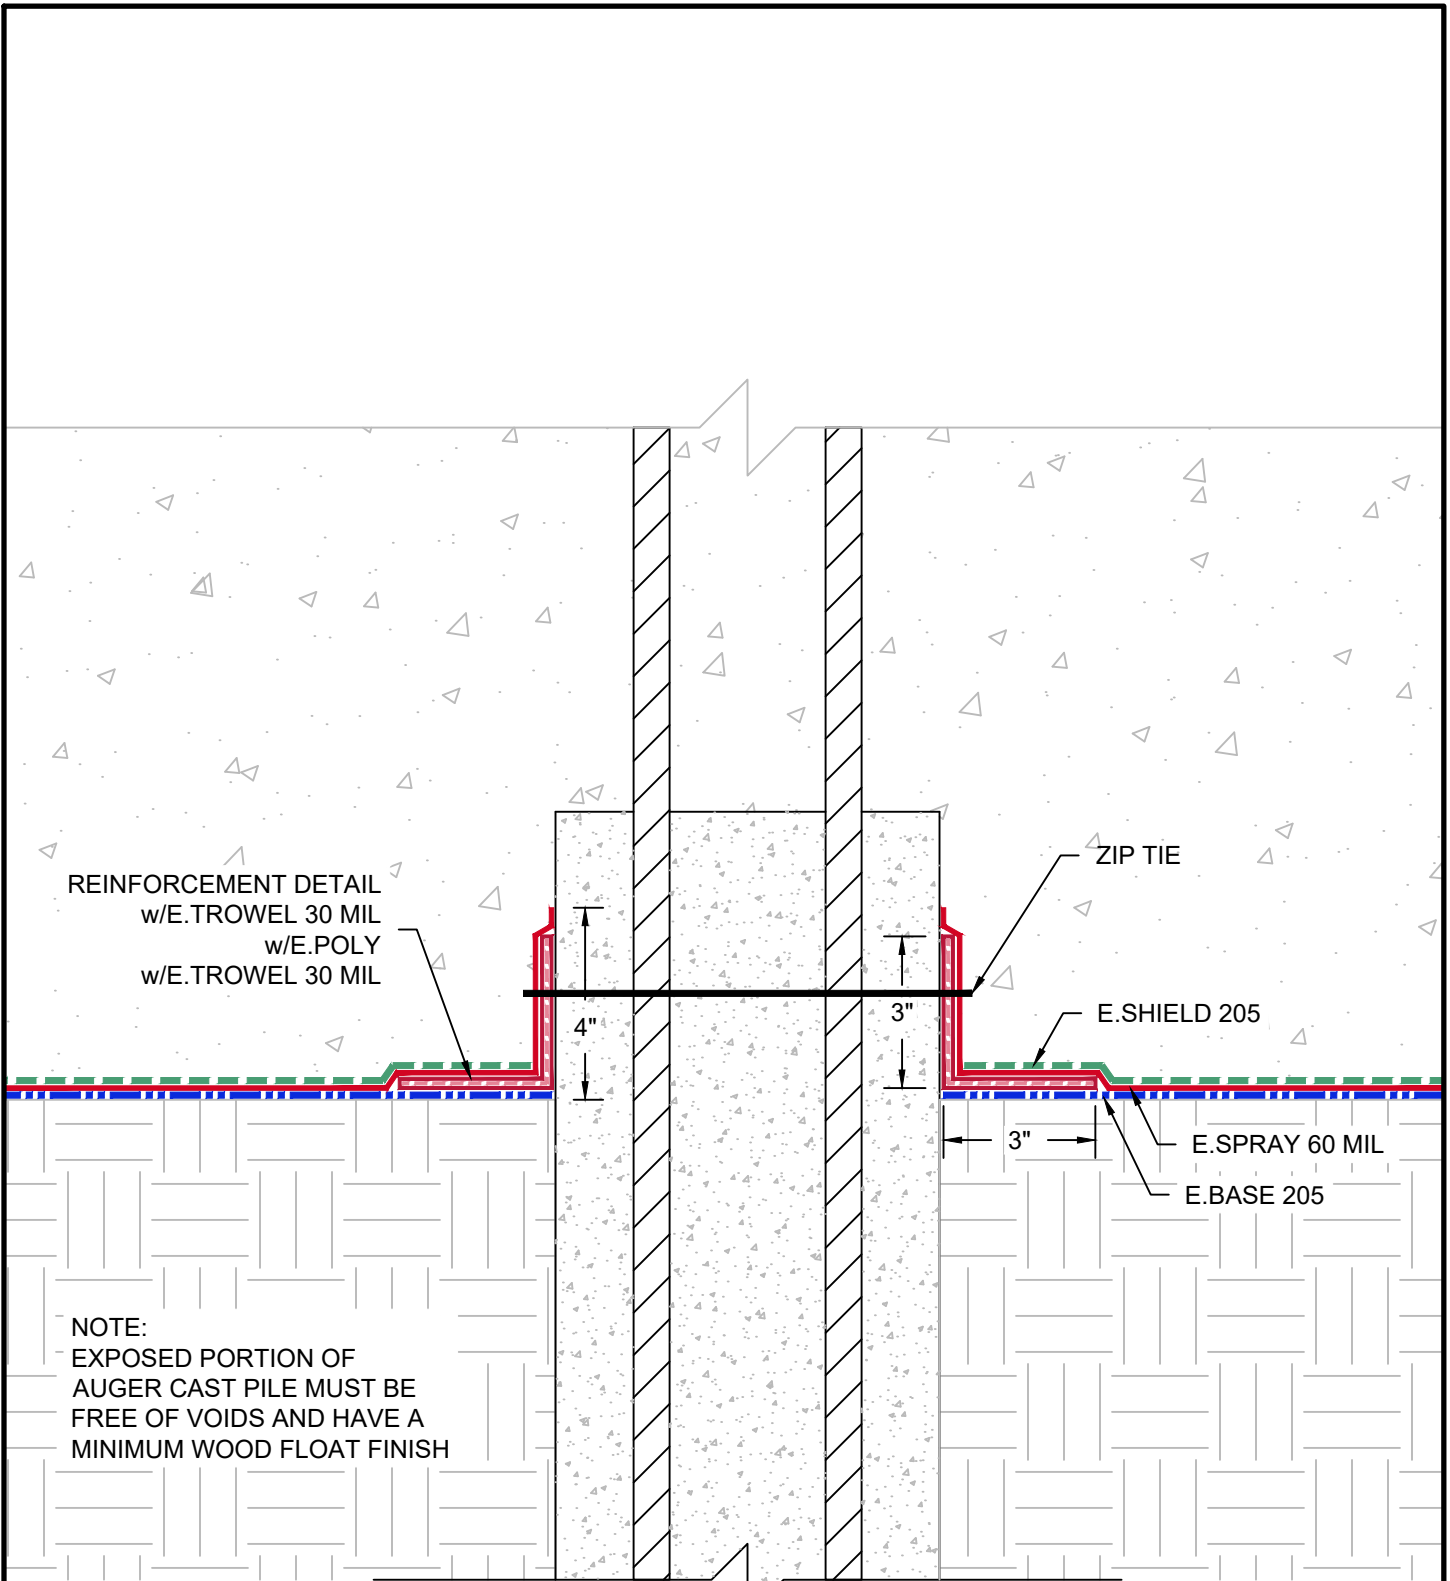 ZIP TIE
REINFORCEMENT DETAIL
w/E.TROWEL 30 MIL
w/E.POLY
w/E.TROWEL 30 MIL
4"
3"
E.SHIELD 205
3"
E.SPRAY 60 MIL
E.BASE 205
NOTE:
EXPOSED PORTION OF
AUGER CAST PILE MUST BE
FREE OF VOIDS AND HAVE A
MINIMUM WOOD FLOAT FINISH